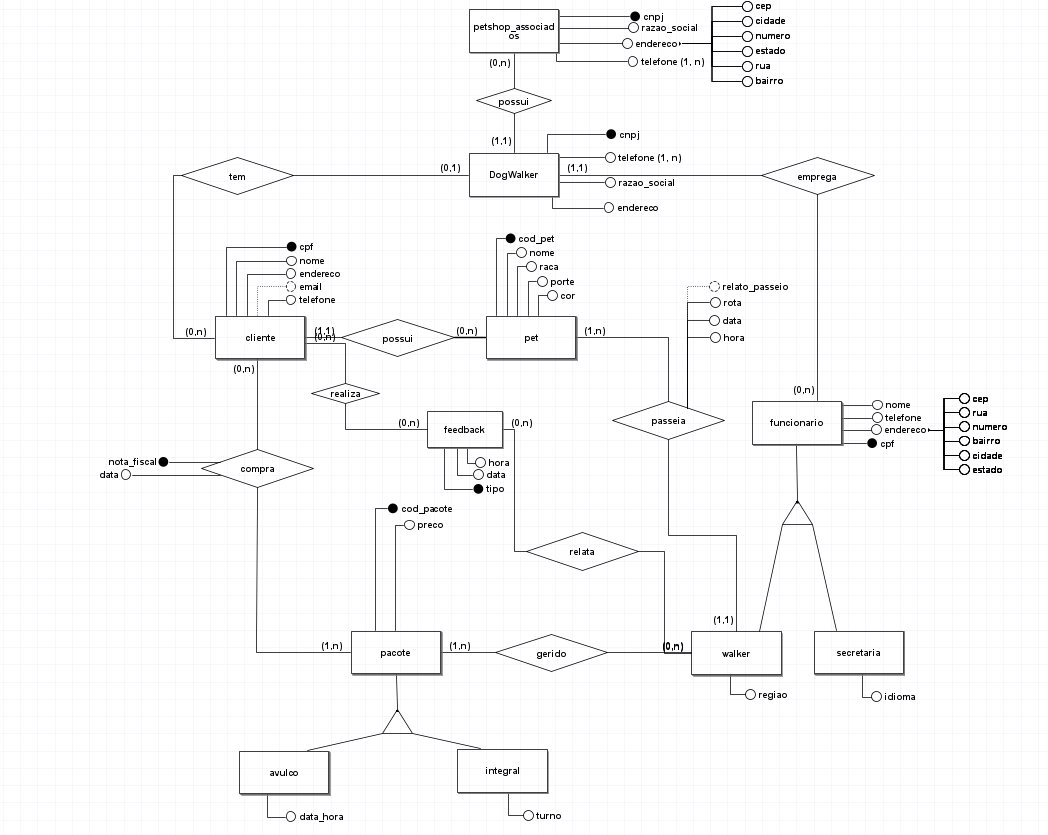 cep
petshop_associad
os
cnpj
cidade
razao_social
numero
endereco
estado
telefone (1, n)
rua
(0,n)
bairro
possui
cnpj
(1,1)
telefone (1, n)
tem
(0,1)
DogWalker
(1,1)
emprega
razao_social
endereco
cpf
cod_pet
nome
nome
endereco
raca
email
porte
relato_passeio
telefone
cor
rota
data
(0,n)
cliente
(1,1)
(0,n)
possui
(0,n)
pet
(1,n)
hora
(0,n)
realiza
(0,n)
nome
cep
telefone
rua
feedback
(0,n)
passeia
funcionario
endereco
numero
cpf
bairro
cidade
estado
nota_fiscal
compra
hora
data
data
tipo
cod_pacote
preco
relata
(1,1)
(1,n)
pacote
(1,n)
gerido
(0,n)
walker
secretaria
regiao
idioma
avulco
integral
data_hora
turno